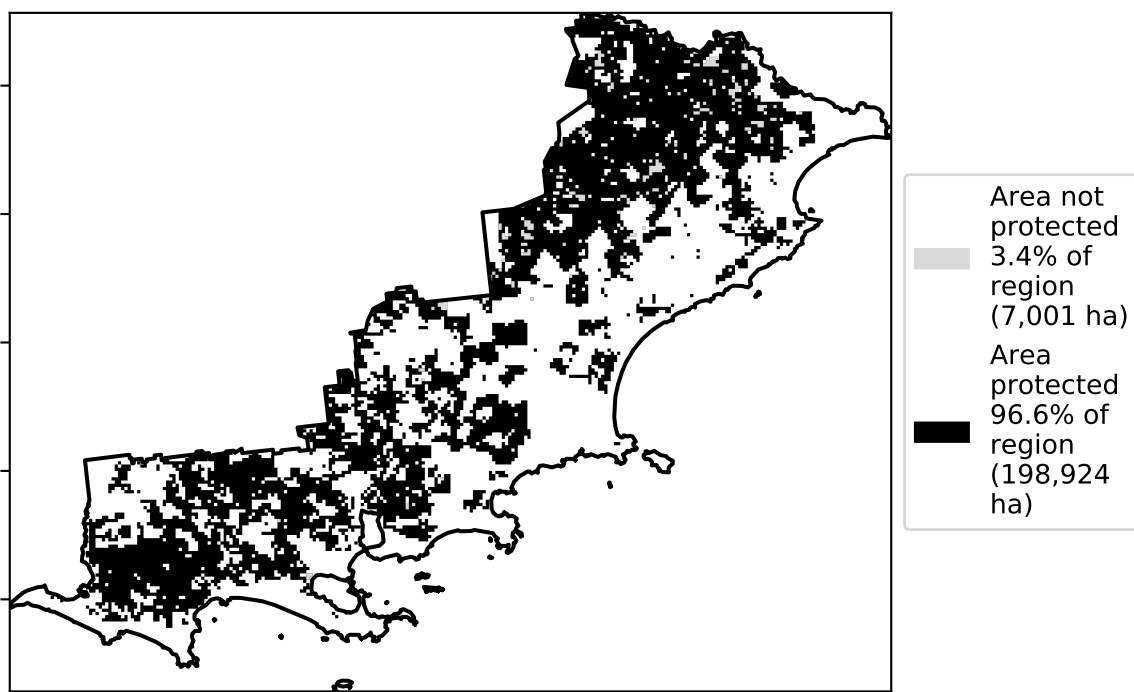 Area not
protected
3.4% of
region
(7,001 ha)
Area
protected
96.6% of
region
(198,924
ha)